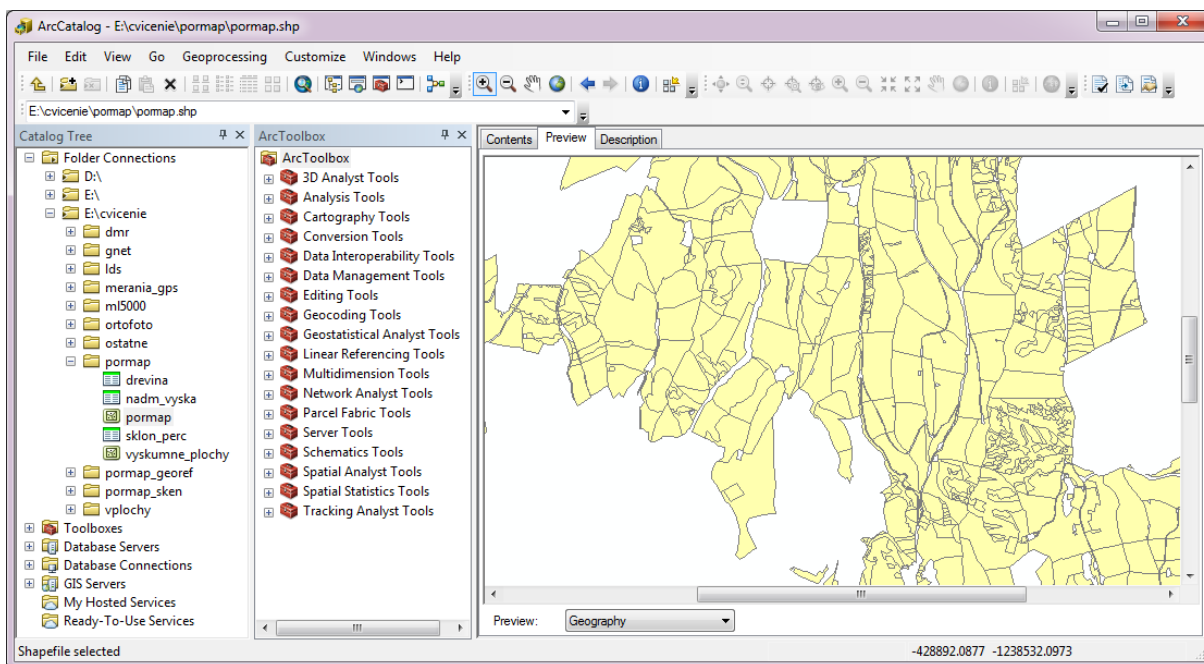 ArcCatalog - E:\cvicenie\pormap\pormap.shp
File Edit View Go Geoprocessing Customize Windows Help
E:\cvicenie\pormap\pormap.shp
Catalog Tree
Folder Connections
D:\
E:\
E:\cvicenie
dmr
gnet
lds
merania_gps
ml5000
ortofoto
ostatne
pormap
drevina
nadm_vyska
pormap
sklon_perc
vyskumne_plochy
pormap_georef
pormap_sken
vplochy
Toolboxes
Database Servers
Database Connections
GIS Servers
My Hosted Services
Ready-To-Use Services
ArcToolbox
ArcToolbox
3D Analyst Tools
Analysis Tools
Cartography Tools
Conversion Tools
Data Interoperability Tools
Data Management Tools
Editing Tools
Geocoding Tools
Geostatistical Analyst Tools
Linear Referencing Tools
Multidimension Tools
Network Analyst Tools
Parcel Fabric Tools
Server Tools
Schematics Tools
Spatial Analyst Tools
Spatial Statistics Tools
Tracking Analyst Tools
Contents Preview Description
Preview: Geography
Shapefile selected
-428892.0877 -1238532.0973